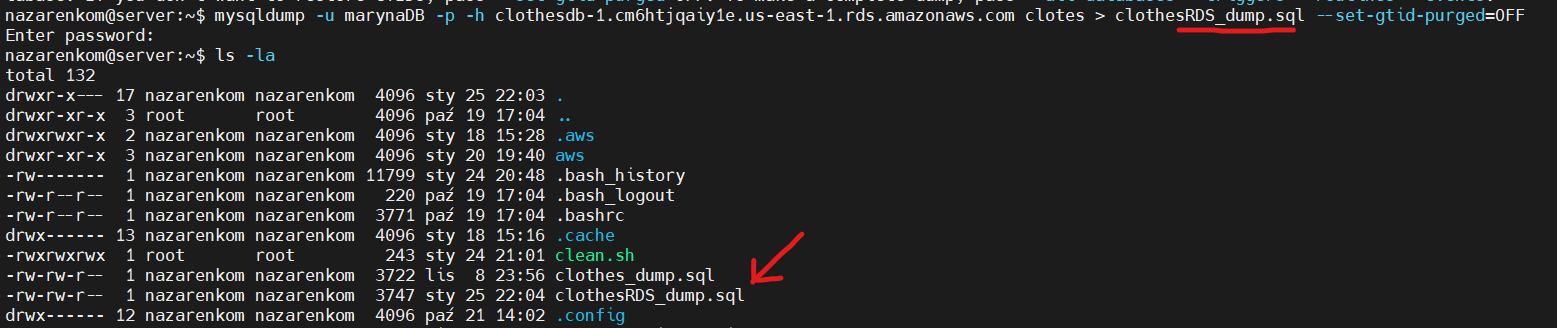 nazarenkom@server:~$ mysqldump -u marynaDB -p -h clothesdb-1.cm6htjqaiy1e.us-east-1.rds.amazonaws.com clotes > clothesRDS_dump.sql --set-gtid-purged=OFF
Enter password:
nazarenkom@server:~$ ls -la
total 132
drwxr-x--- 17 nazarenkom nazarenkom  4096 sty 25 22:03 .
drwxr-xr-x  3 root       root        4096 paź 19 17:04 ..
drwxrwxr-x  2 nazarenkom nazarenkom  4096 sty 18 15:28 .aws
drwxr-xr-x  3 nazarenkom nazarenkom  4096 sty 20 19:40 aws
-rw-------  1 nazarenkom nazarenkom 11799 sty 24 20:48 .bash_history
-rw-r--r--  1 nazarenkom nazarenkom   220 paź 19 17:04 .bash_logout
-rw-r--r--  1 nazarenkom nazarenkom  3771 paź 19 17:04 .bashrc
drwx------ 13 nazarenkom nazarenkom  4096 sty 18 15:16 .cache
-rwxrwxrwx  1 root       root         243 sty 24 21:01 clean.sh
-rw-rw-r--  1 nazarenkom nazarenkom  3722 lis  8 23:56 clothes_dump.sql
-rw-rw-r--  1 nazarenkom nazarenkom  3747 sty 25 22:04 clothesRDS_dump.sql
drwx------ 12 nazarenkom nazarenkom  4096 paź 21 14:02 .config